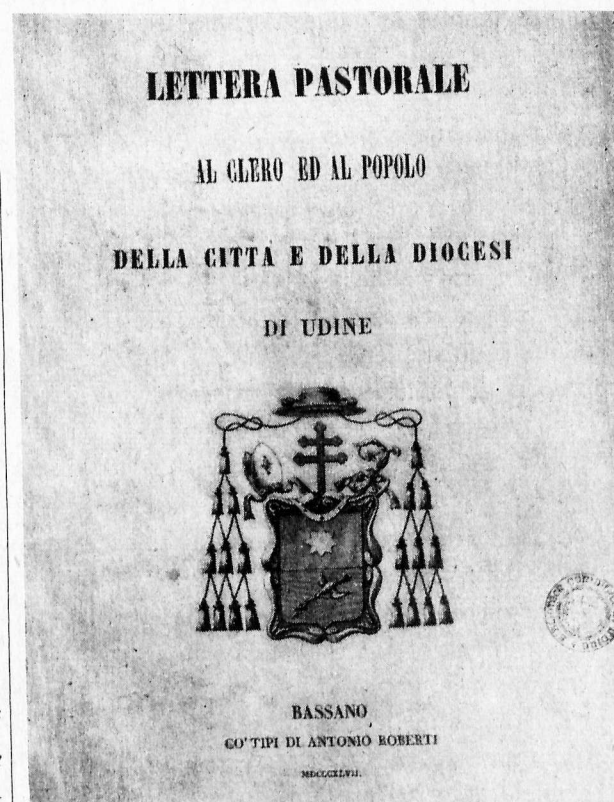 LETTERA PASTORALE
AL CLERO ED AL POPOLO
DELLA CITTÀ E DELLA DIOCESI
DI UDINE
BASSANO
CO' TIPI DI ANTONIO ROBERTI
MDCCCXLVII.